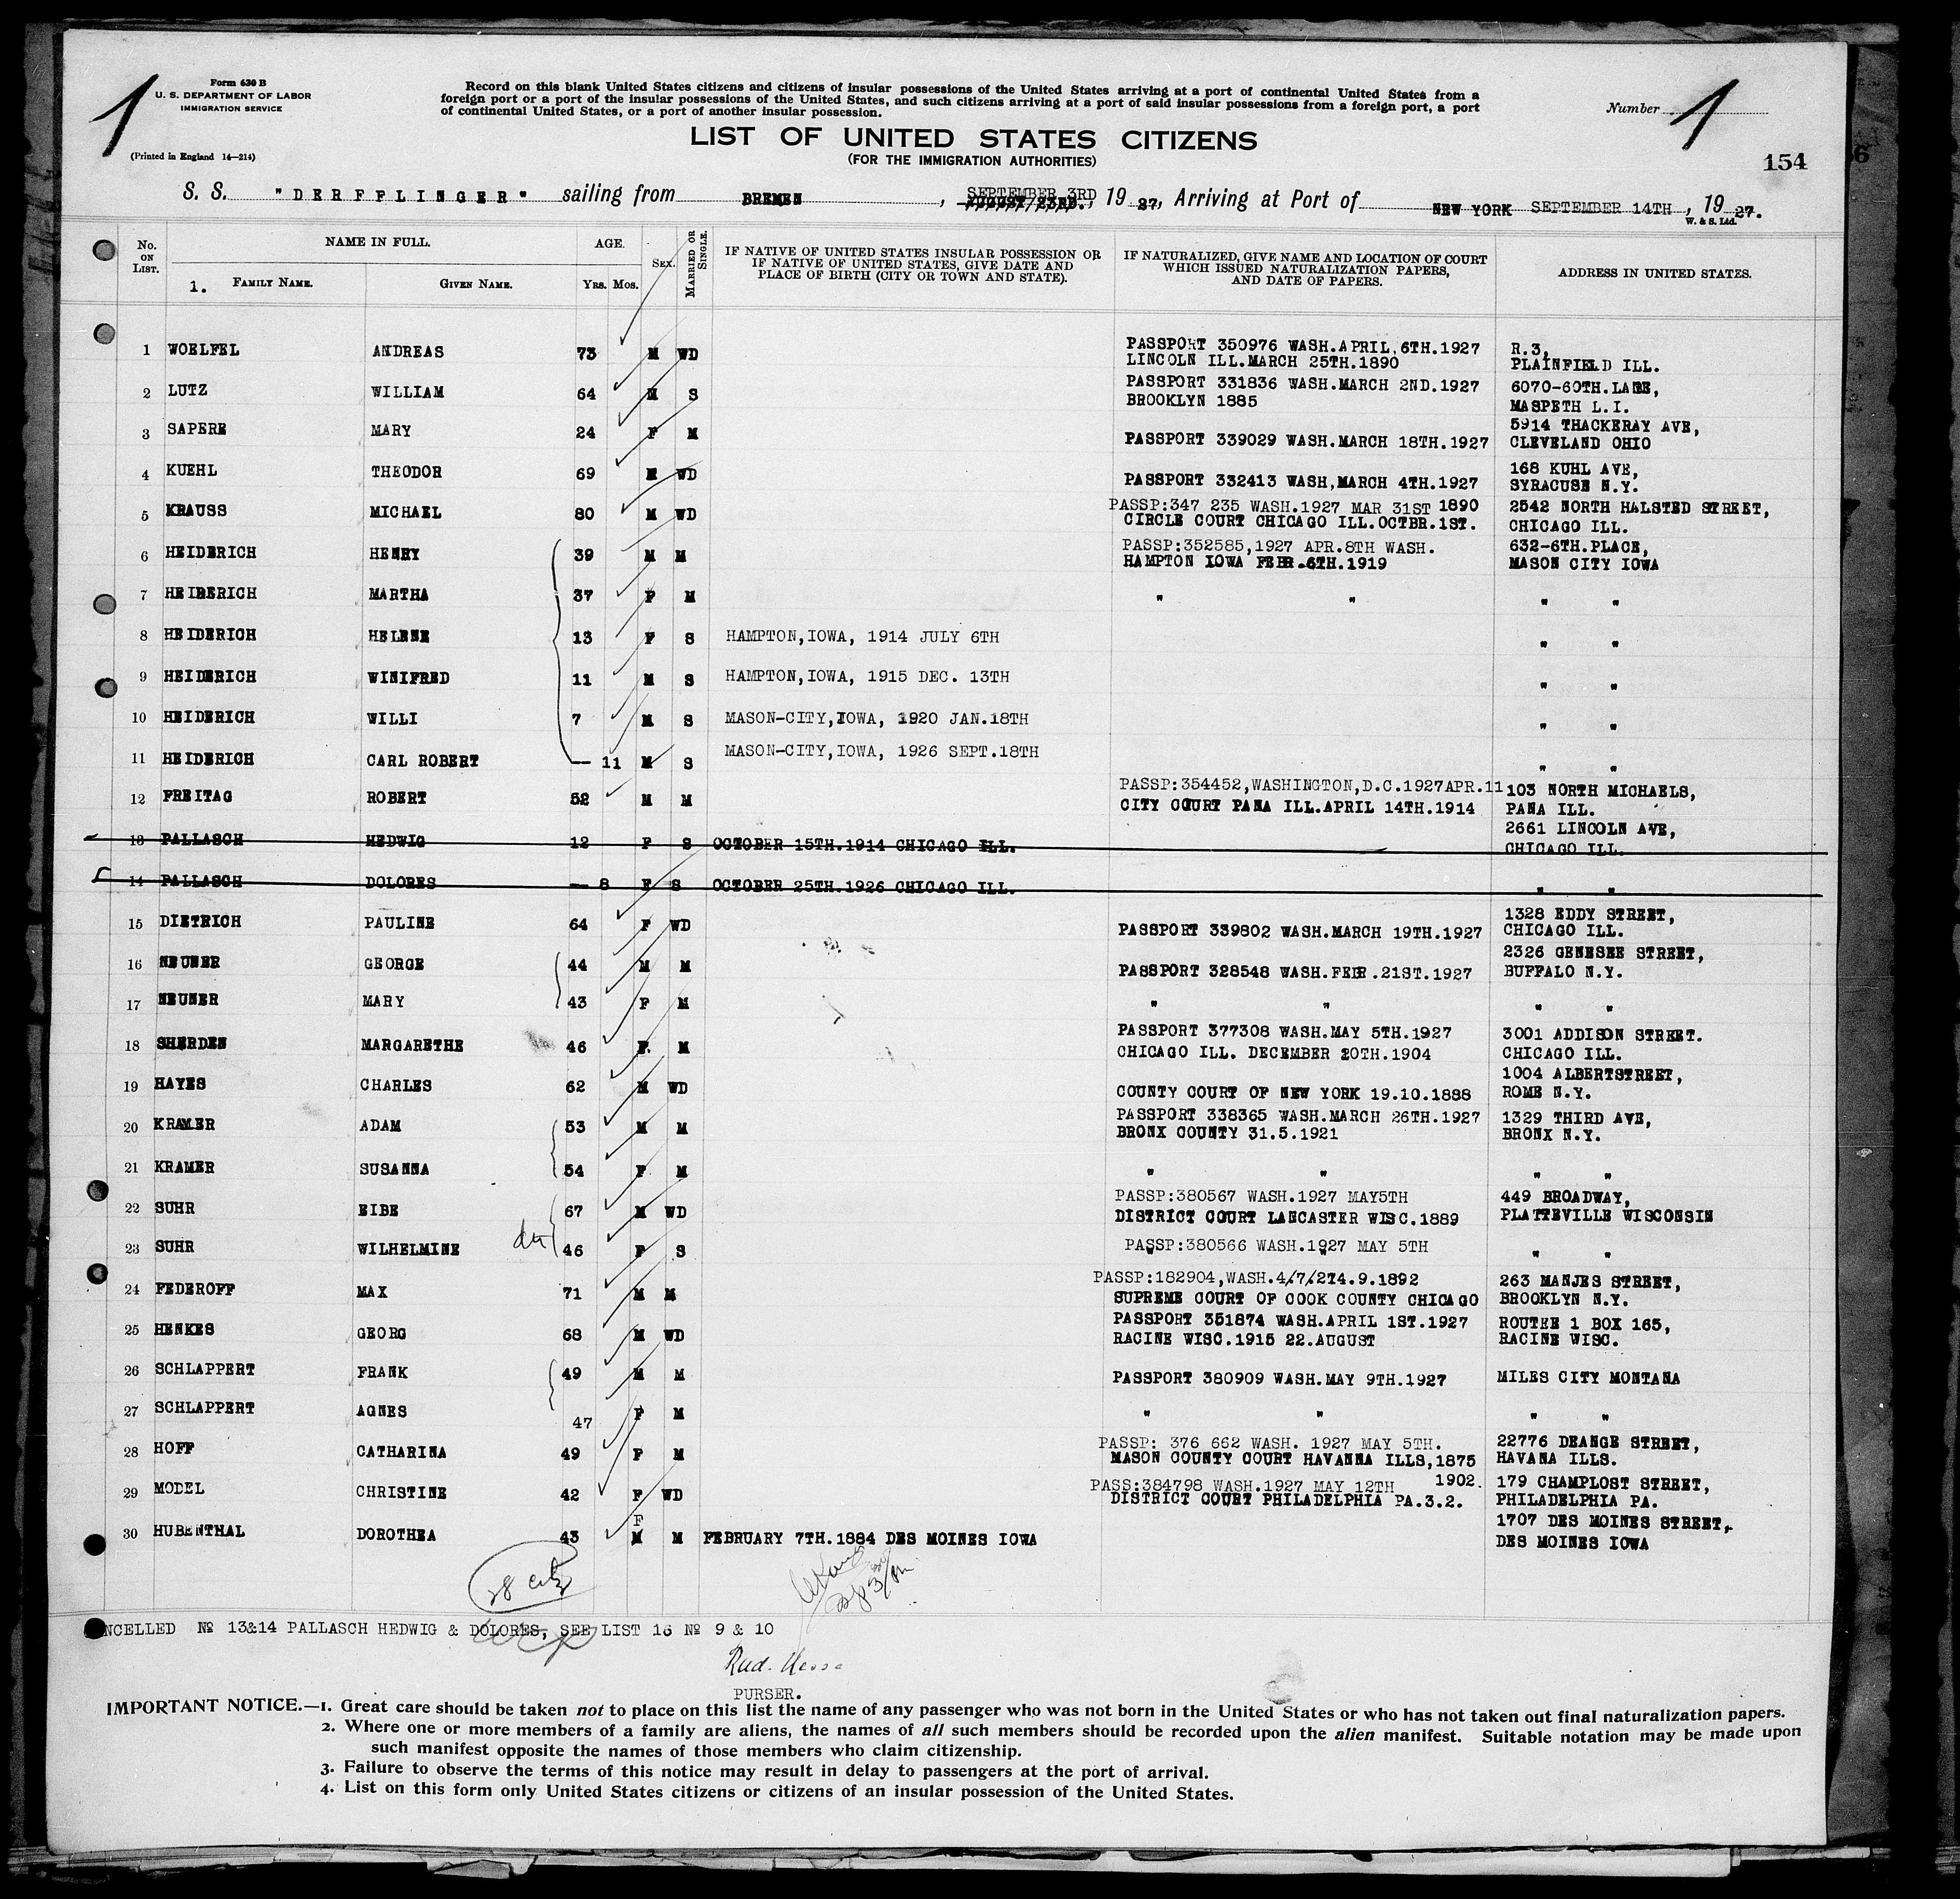 1
Form 630 B
U. S. DEPARTMENT OF LABOR
IMMIGRATION SERVICE
(Printed in England 14—214)
Record on this blank United States citizens and citizens of insular possessions of the United States arriving at a port of continental United States from a
foreign port or a port of the insular possessions of the United States, and such citizens arriving at a port of said insular possessions from a foreign port, a port
of continental United States, or a port of another insular possession.
Number 1
LIST OF UNITED STATES CITIZENS
(FOR THE IMMIGRATION AUTHORITIES)
154
S. S. "DERFFLINGER" sailing from BREMEN, SEPTEMBER 3RD AUGUST 23RD., 19 27, Arriving at Port of NEW YORK SEPTEMBER 14TH, 19 27.
W. & S. Ltd.
No. ON LIST. NAME IN FULL. AGE. SEX. MARRIED OR SINGLE. IF NATIVE OF UNITED STATES INSULAR POSSESSION OR IF NATIVE OF UNITED STATES, GIVE DATE AND PLACE OF BIRTH (CITY OR TOWN AND STATE). IF NATURALIZED, GIVE NAME AND LOCATION OF COURT WHICH ISSUED NATURALIZATION PAPERS, AND DATE OF PAPERS. ADDRESS IN UNITED STATES.
1. FAMILY NAME. GIVEN NAME. YRS. MOS.
1 WOELFEL ANDREAS 73 M WD PASSPORT 350976 WASH.APRIL,6TH.1927 R.3,
LINCOLN ILL.MARCH 25TH.1890 PLAINFIELD ILL.
2 LUTZ WILLIAM 64 M S PASSPORT 331836 WASH.MARCH 2ND.1927 6070-60TH.LANE,
BROOKLYN 1885 MASPETH L.I.
3 SAPERE MARY 24 F M PASSPORT 339029 WASH.MARCH 18TH.1927 5914 THACKERAY AVE,
CLEVELAND OHIO
4 KUEHL THEODOR 69 M WD PASSPORT 332413 WASH,MARCH 4TH.1927 168 KUHL AVE,
SYRACUSE N.Y.
5 KRAUSS MICHAEL 80 M WD PASSP:347 235 WASH.1927 MAR 31ST 1890 2542 NORTH HALSTED STREET,
CIRCLE COURT CHICAGO ILL.OCTBR.1ST. CHICAGO ILL.
6 HEIDERICH HENRY 39 M M PASSP:352585,1927 APR.8TH WASH. 632-6TH.PLACE,
HAMPTON IOWA FEBR.6TH.1919 MASON CITY IOWA
7 HEIDERICH MARTHA 37 F M " " " "
8 HEIDERICH HELENE 13 F S HAMPTON,IOWA, 1914 JULY 6TH " "
9 HEIDERICH WINIFRED 11 M S HAMPTON,IOWA, 1915 DEC. 13TH " "
10 HEIDERICH WILLI 7 M S MASON-CITY,IOWA, 1920 JAN.18TH " "
11 HEIDERICH CARL ROBERT — 11 M S MASON-CITY,IOWA, 1926 SEPT.18TH " "
12 FREITAG ROBERT 52 M M PASSP:354452,WASHINGTON,D.C.1927APR.11 103 NORTH MICHAELS,
CITY COURT PANA ILL.APRIL 14TH.1914 PANA ILL.
13 PALLASCH HEDWIG 12 F S OCTOBER 15TH.1914 CHICAGO ILL. 2661 LINCOLN AVE,
CHICAGO ILL.
14 PALLASCH DOLORES — 8 F S OCTOBER 25TH.1926 CHICAGO ILL. " "
15 DIETRICH PAULINE 64 F WD PASSPORT 339802 WASH.MARCH 19TH.1927 1328 EDDY STREET,
CHICAGO ILL.
16 NEUNER GEORGE 44 M M PASSPORT 328548 WASH.FEBR.21ST.1927 2326 GENESEE STREET,
BUFFALO N.Y.
17 NEUNER MARY 43 F M " " " "
18 SHERDEN MARGARETHE 46 F. M PASSPORT 377308 WASH.MAY 5TH.1927 3001 ADDISON STREET.
CHICAGO ILL. DECEMBER 20TH.1904 CHICAGO ILL.
19 HAYES CHARLES 62 M WD COUNTY COURT OF NEW YORK 19.10.1888 1004 ALBERTSTREET,
ROME N.Y.
20 KRAMER ADAM 53 M M PASSPORT 338365 WASH.MARCH 26TH.1927 1329 THIRD AVE,
BRONX COUNTY 31.5.1921 BRONX N.Y.
21 KRAMER SUSANNA 54 F M " " " "
22 SUHR EIBE 67 M WD PASSP:380567 WASH.1927 MAY5TH 449 BROADWAY,
DISTRICT COURT LANCASTER WISC.1889 PLATTEVILLE WISCONSIN
23 SUHR WILHELMINE 46 F S PASSP:380566 WASH.1927 MAY 5TH " "
24 FEDEROFF MAX 71 M M PASSP:182904,WASH.4/7/274.9.1892 263 MANJES STREET,
SUPREME COURT OF COOK COUNTY CHICAGO BROOKLYN N.Y.
25 HENKES GEORG 68 M WD PASSPORT 351874 WASH.APRIL 1ST.1927 ROUTEE 1 BOX 165,
RACINE WISC.1915 22.AUGUST RACINE WISC.
26 SCHLAPPERT FRANK 49 M M PASSPORT 380909 WASH.MAY 9TH.1927 MILES CITY MONTANA
27 SCHLAPPERT AGNES 47 F M " " " "
28 HOFF CATHARINA 49 F M PASSP: 376 662 WASH. 1927 MAY 5TH. 22776 DEANGE STREET,
MASON COUNTY COURT HAVANNA ILLS,1875 HAVANA ILLS.
29 MODEL CHRISTINE 42 F WD PASS:384798 WASH.1927 MAY 12TH 1902. 179 CHAMPLOST STREET,
DISTRICT COURT PHILADELPHIA PA.3.2. PHILADELPHIA PA.
30 HUBENTHAL DOROTHEA 43 F M M FEBRUARY 7TH.1884 DES MOINES IOWA 1707 DES MOINES STREET,
DES MOINES IOWA
28
NCELLED № 13&14 PALLASCH HEDWIG & DOLORES, SEE LIST 16 № 9 & 10
Rud.
PURSER.
IMPORTANT NOTICE.—1. Great care should be taken not to place on this list the name of any passenger who was not born in the United States or who has not taken out final naturalization papers.
2. Where one or more members of a family are aliens, the names of all such members should be recorded upon the alien manifest. Suitable notation may be made upon
such manifest opposite the names of those members who claim citizenship.
3. Failure to observe the terms of this notice may result in delay to passengers at the port of arrival.
4. List on this form only United States citizens or citizens of an insular possession of the United States.